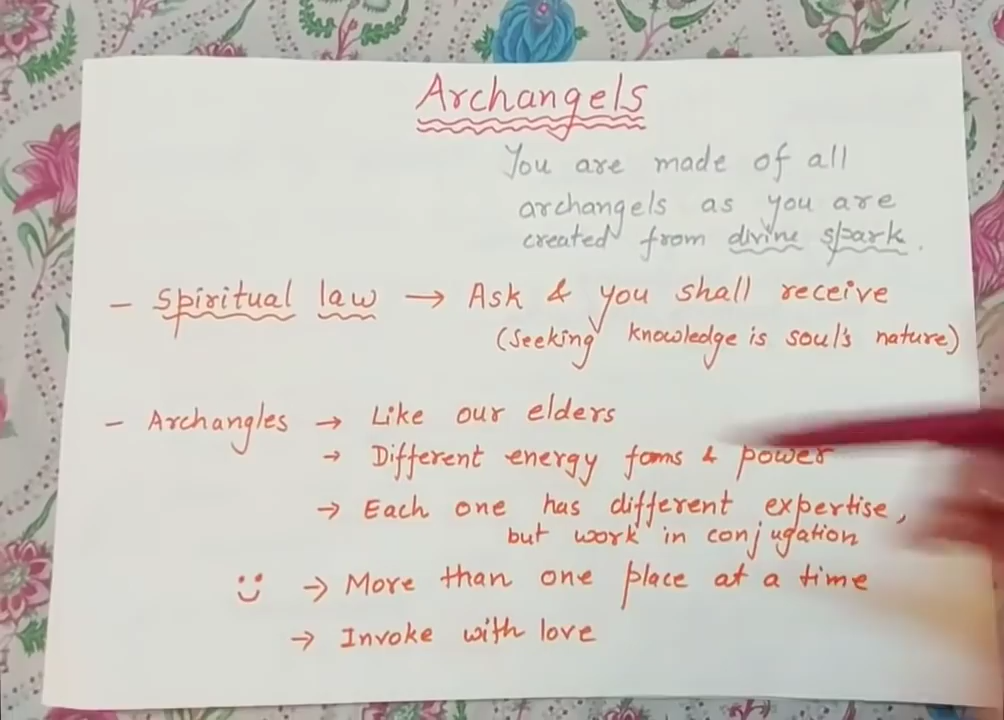 Archangels
You are made of all
archangels as you are
created from divine spark.
- Spiritual law → Ask & you shall receive
(Seeking knowledge is soul's nature)
- Archangles → Like our elders
→ Different energy foms & power
→ Each one has different expertise,
but work in conjugation
→ More than one place at a time
→ Invoke with love